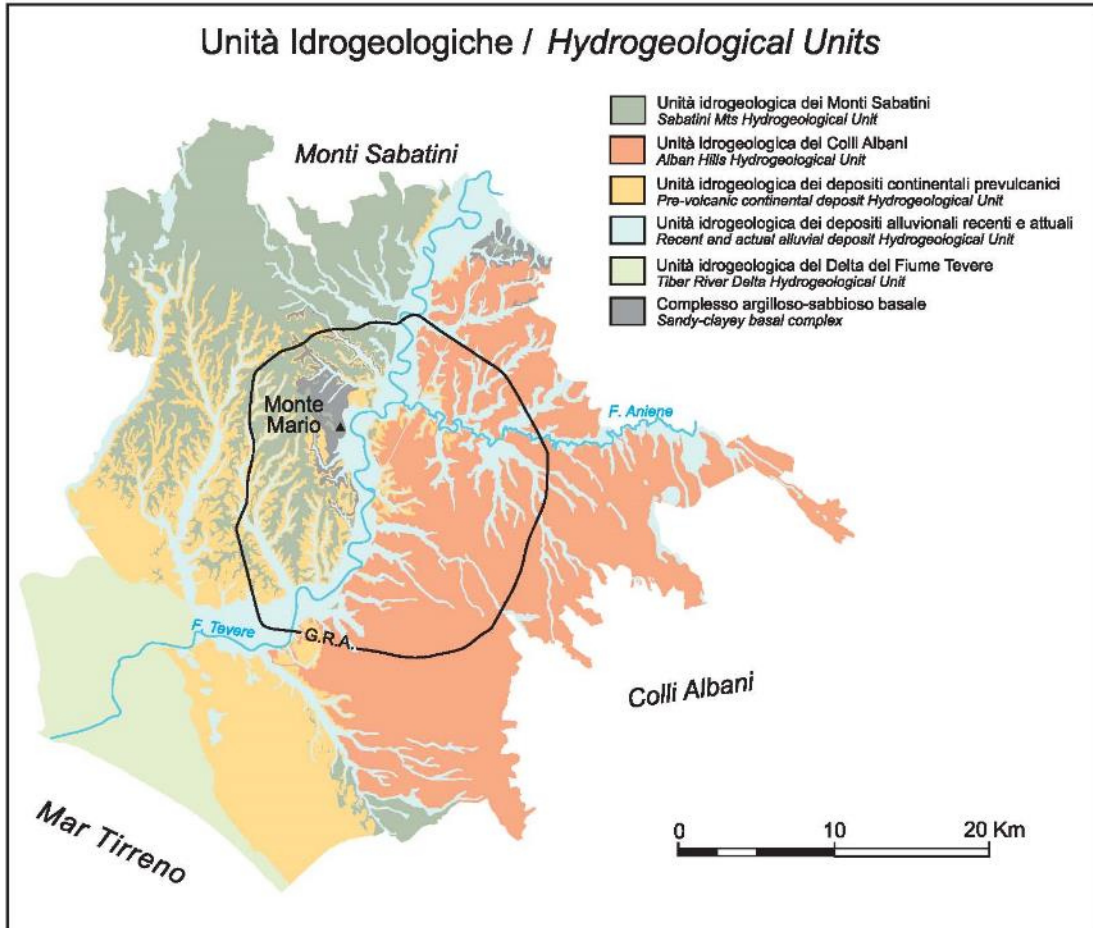 Unità Idrogeologiche / Hydrogeological Units
Unità idrogeologica dei Monti Sabatini
Sabatini Mts Hydrogeological Unit
Unità Idrogeologica dei Colli Albani
Alban Hills Hydrogeological Unit
Unità idrogeologica dei depositi continentali prevulcanici
Pre-volcanic continental deposit Hydrogeological Unit
Unità idrogeologica dei depositi alluvionali recenti e attuali
Recent and actual alluvial deposit Hydrogeological Unit
Unità idrogeologica del Delta del Fiume Tevere
Tiber River Delta Hydrogeological Unit
Complesso argilloso-sabbioso basale
Sandy-clayey basal complex
Monti Sabatini
Monte
Mario
F. Aniene
F. Tevere
G.R.A.
Colli Albani
Mar Tirreno
0 10 20 Km